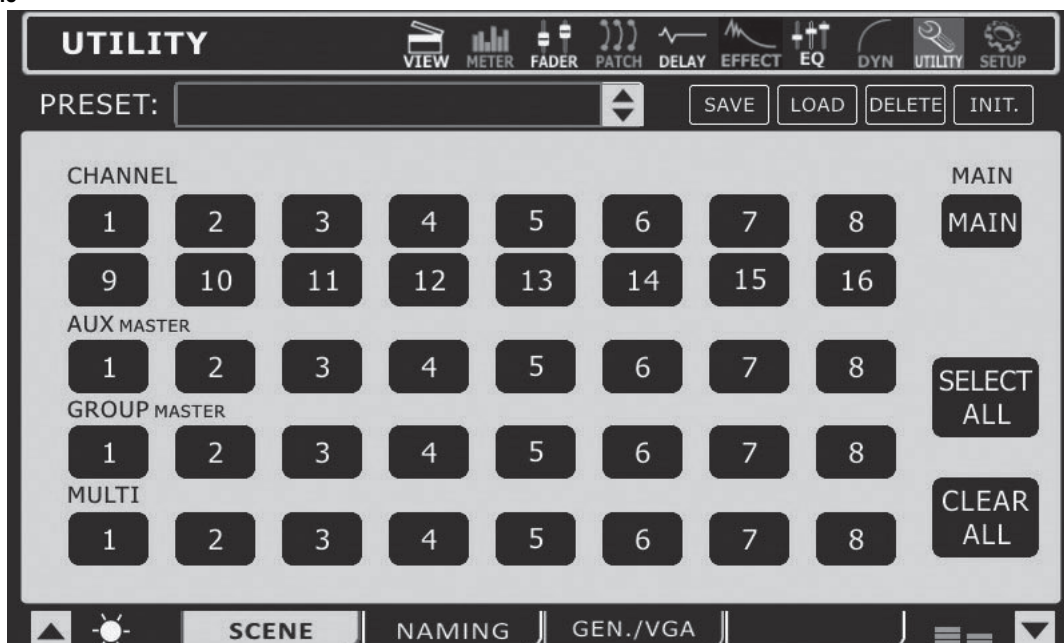 UTILITY
VIEW METER FADER PATCH DELAY EFFECT EQ DYN UTILITY SETUP
PRESET: SAVE LOAD DELETE INIT.
CHANNEL MAIN
1 2 3 4 5 6 7 8 MAIN
9 10 11 12 13 14 15 16
AUX MASTER
1 2 3 4 5 6 7 8 SELECT ALL
GROUP MASTER
1 2 3 4 5 6 7 8
MULTI
1 2 3 4 5 6 7 8 CLEAR ALL
SCENE NAMING GEN./VGA